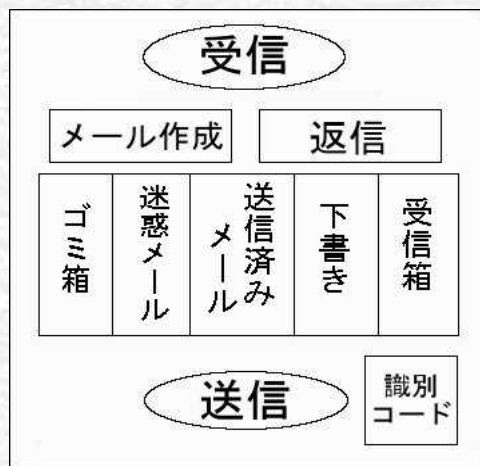 受信
メール作成
返信
受信箱
下書き
送信済み
メール
迷惑メール
ゴミ箱
送信
識別
コード